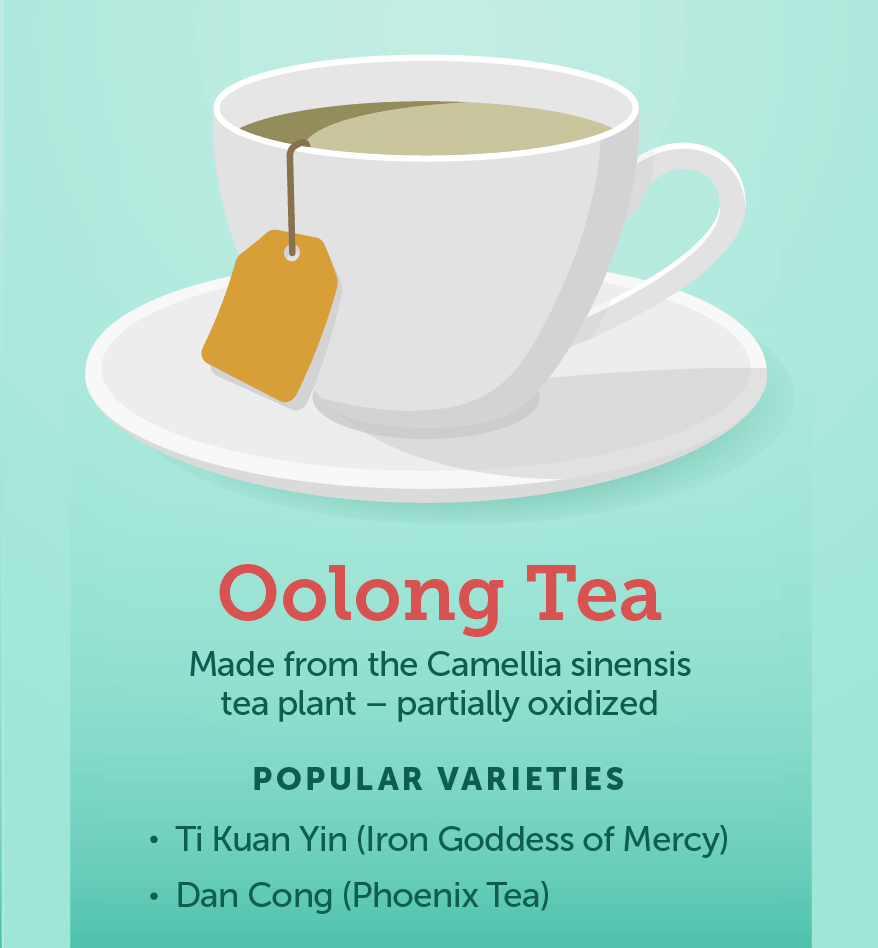 Oolong Tea
Made from the Camellia sinensis
tea plant – partially oxidized
POPULAR VARIETIES
• Ti Kuan Yin (Iron Goddess of Mercy)
• Dan Cong (Phoenix Tea)